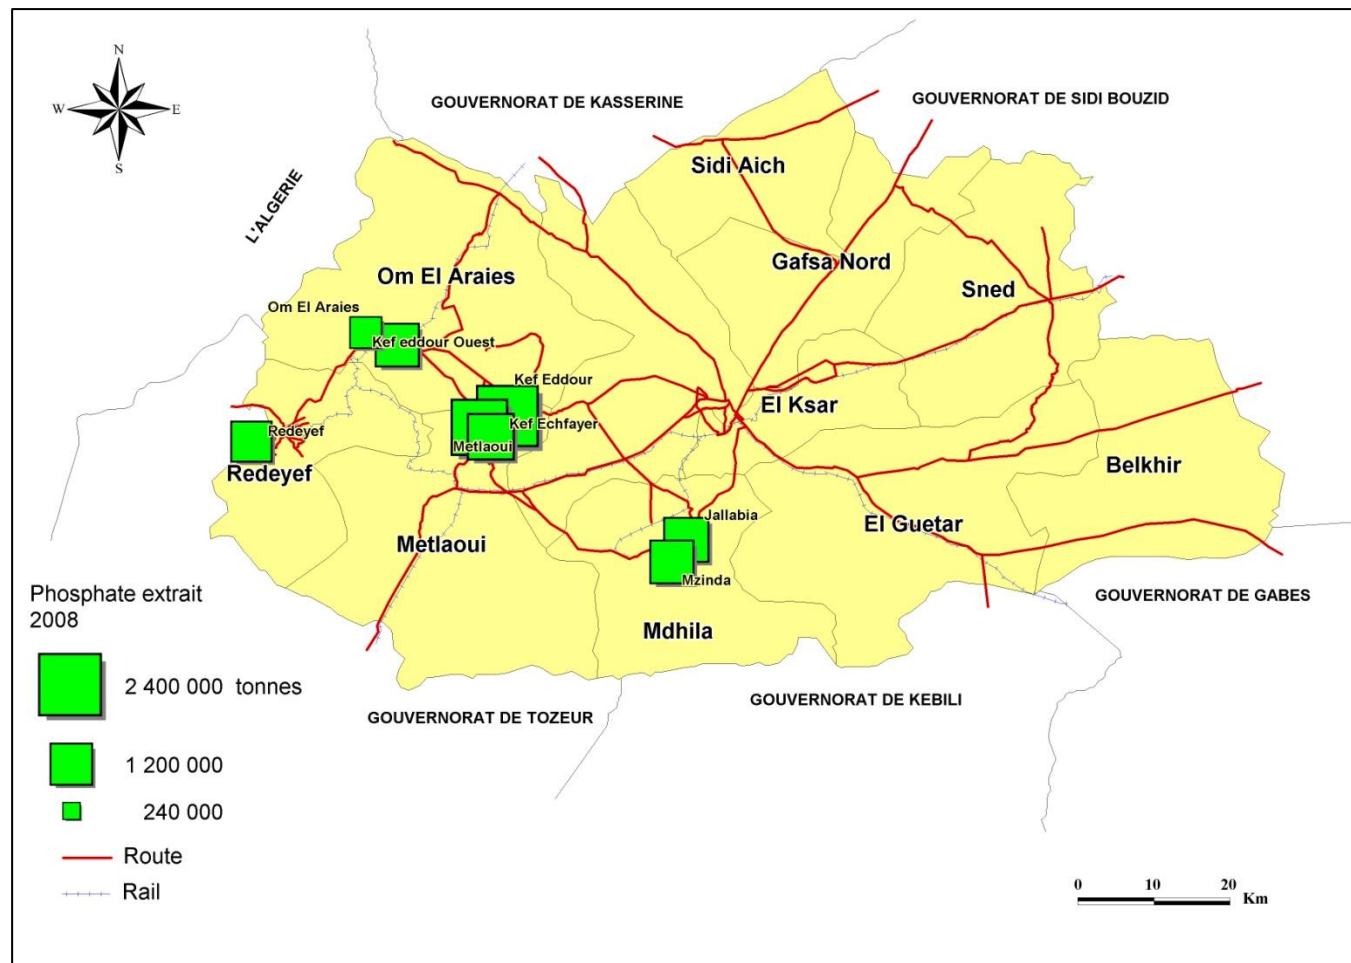 N
W
E
S
GOUVERNORAT DE KASSERINE
GOUVERNORAT DE SIDI BOUZID
L'ALGERIE
Sidi Aich
Gafsa Nord
Om El Araies
Sned
Om El Araies
Kef eddour Ouest
Kef Eddour
El Ksar
Kef Echfayer
Redeyef
Metlaoui
Redeyef
Belkhir
Jallabia
El Guetar
Metlaoui
Mzinda
Mdhila
GOUVERNORAT DE GABES
GOUVERNORAT DE KEBILI
GOUVERNORAT DE TOZEUR
Phosphate extrait
2008
2 400 000 tonnes
1 200 000
240 000
Route
Rail
0 10 20
Km